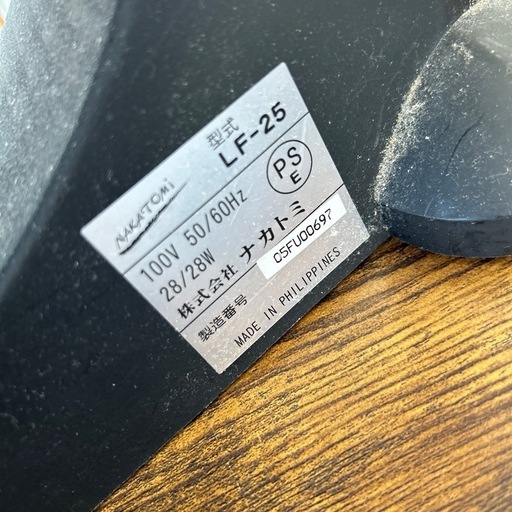 NAKATOMI
型式 LF-25
100V 50/60Hz
28/28W
PS
E
株式会社 ナカトミ
製造番号 C5FU00697
MADE IN PHILIPPINES